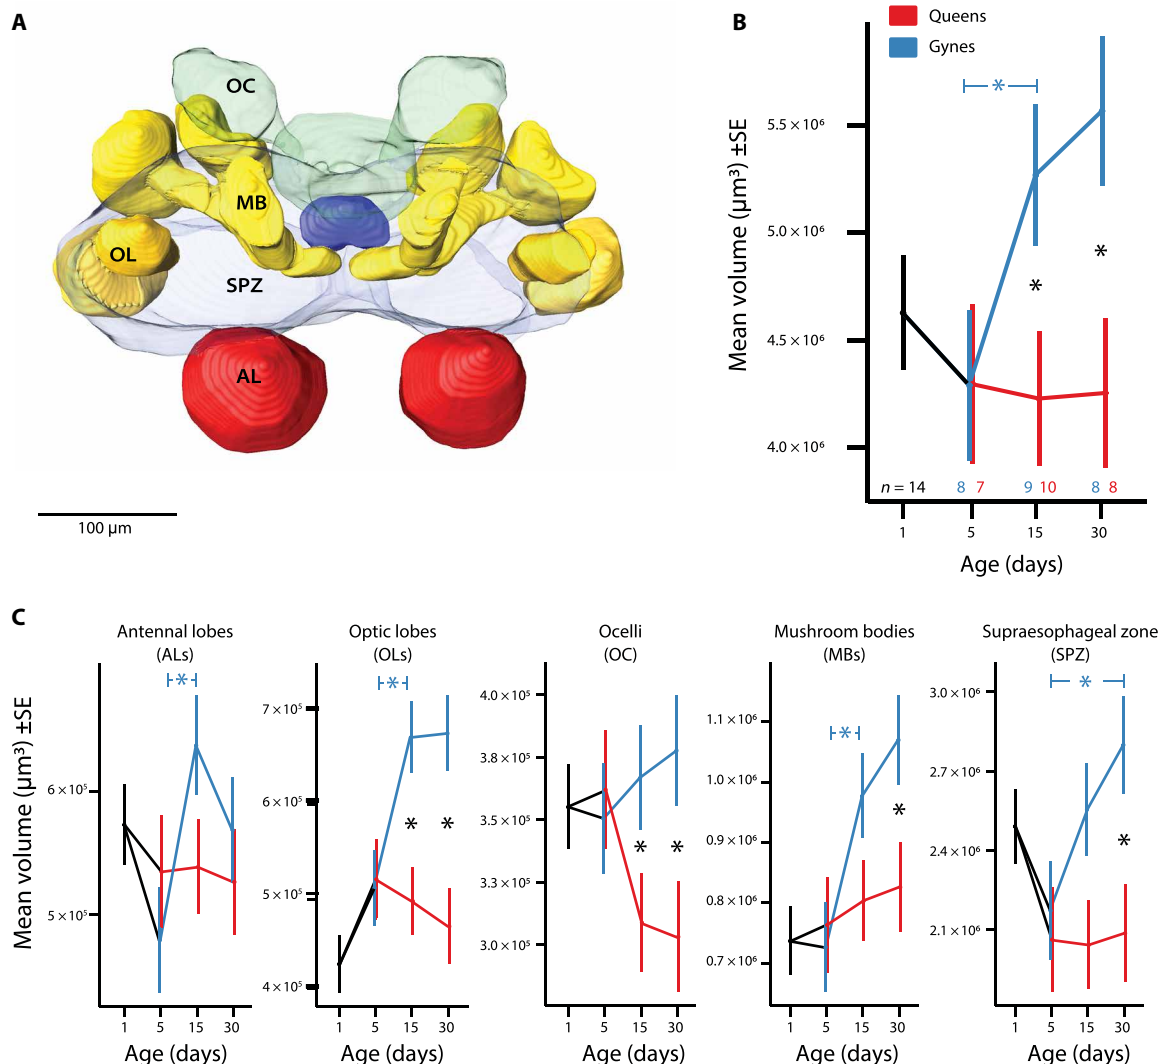 A
OC
MB
OL
SPZ
AL
100 µm
B
Queens
Gynes
*
Mean volume (µm³) ±SE
5.5 × 10⁶
5.0 × 10⁶
4.5 × 10⁶
4.0 × 10⁶
*
*
n = 14 8 7 9 10 8 8
1 5 15 30
Age (days)
C
Mean volume (µm³) ±SE
Antennal lobes
(ALs)
*
6 × 10⁵
5 × 10⁵
1 5 15 30
Age (days)
Optic lobes
(OLs)
*
7 × 10⁵
6 × 10⁵
* *
5 × 10⁵
4 × 10⁵
1 5 15 30
Age (days)
Ocelli
(OC)
4.0 × 10⁵
3.8 × 10⁵
3.5 × 10⁵
* *
3.3 × 10⁵
3.0 × 10⁵
1 5 15 30
Age (days)
Mushroom bodies
(MBs)
1.1 × 10⁶
*
1.0 × 10⁶
*
0.9 × 10⁶
0.8 × 10⁶
0.7 × 10⁶
1 5 15 30
Age (days)
Supraesophageal zone
(SPZ)
*
3.0 × 10⁶
2.7 × 10⁶
2.4 × 10⁶
*
2.1 × 10⁶
1 5 15 30
Age (days)